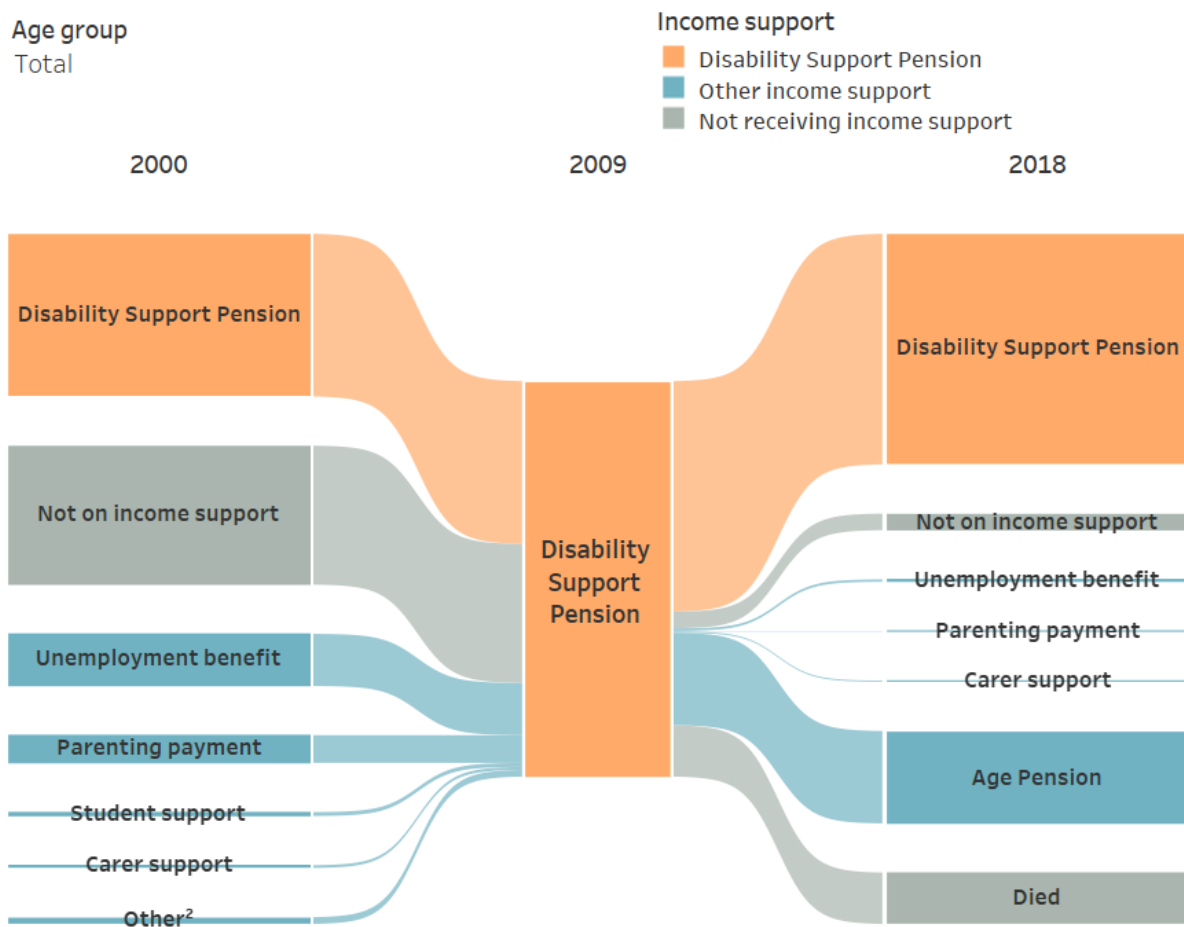 Age group
Total
Income support
Disability Support Pension
Other income support
Not receiving income support
2000
2009
2018
Disability Support Pension
Not on income support
Unemployment benefit
Parenting payment
Student support
Carer support
Other²
Disability
Support
Pension
Disability Support Pension
Not on income support
Unemployment benefit
Parenting payment
Carer support
Age Pension
Died